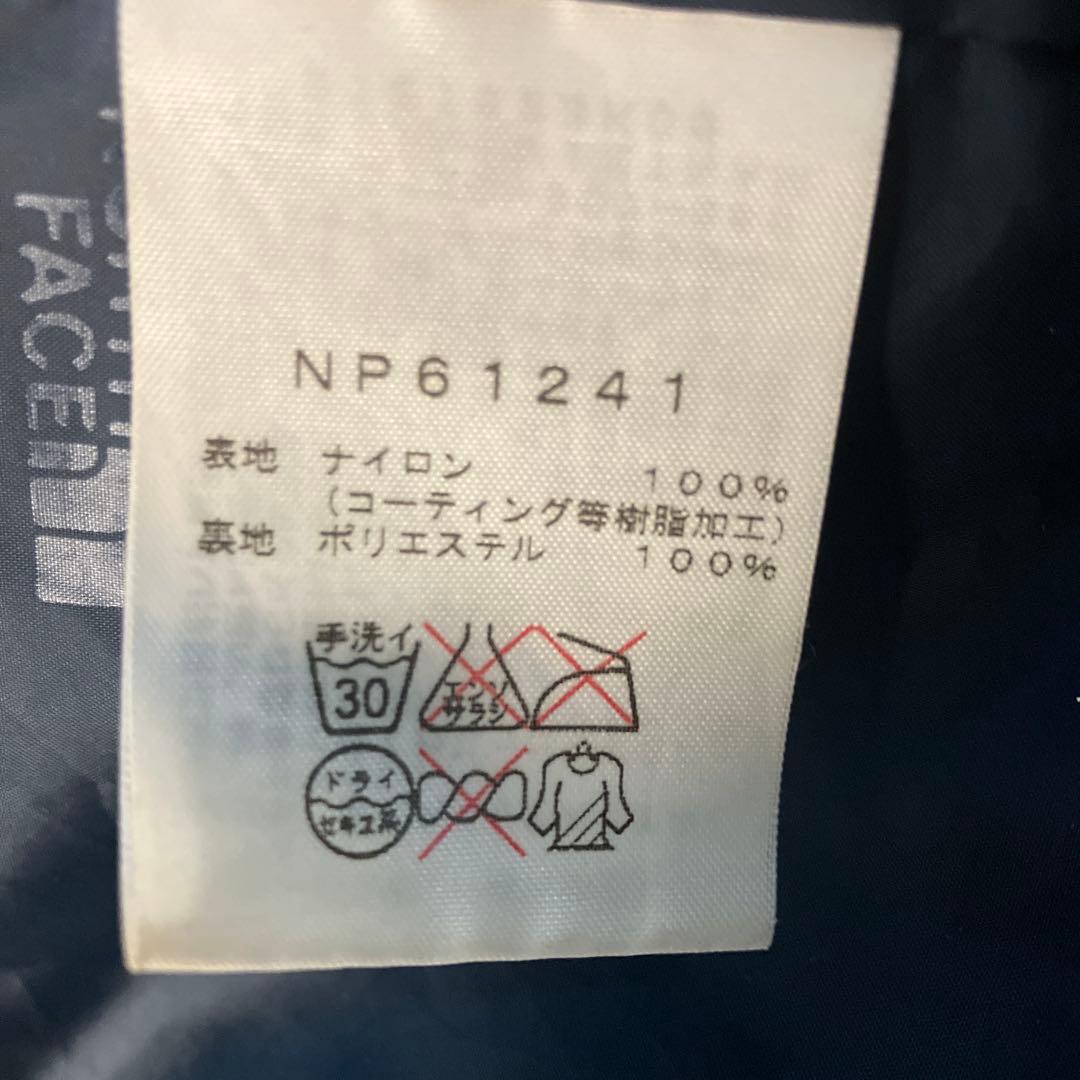 NP61241
表地 ナイロン 100%
(コーティング等樹脂加工)
裏地 ポリエステル 100%
手洗イ
30
エンソ
サラシ
ドライ
セキユ系
FACE